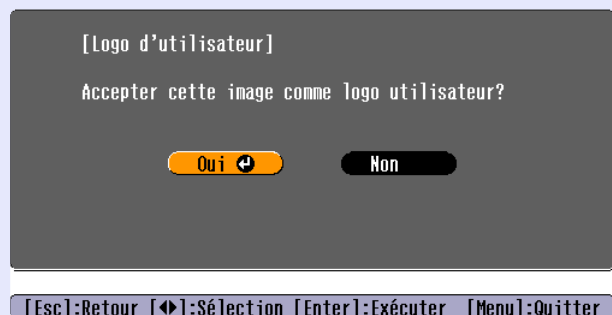 [Logo d'utilisateur]
Accepter cette image comme logo utilisateur?
Oui Non
[Esc]:Retour [◆]:Sélection [Enter]:Exécuter [Menu]:Quitter